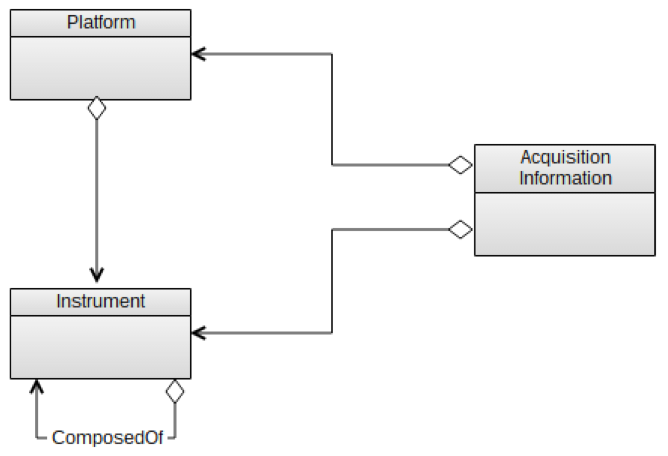 Platform
Acquisition
Information
Instrument
ComposedOf